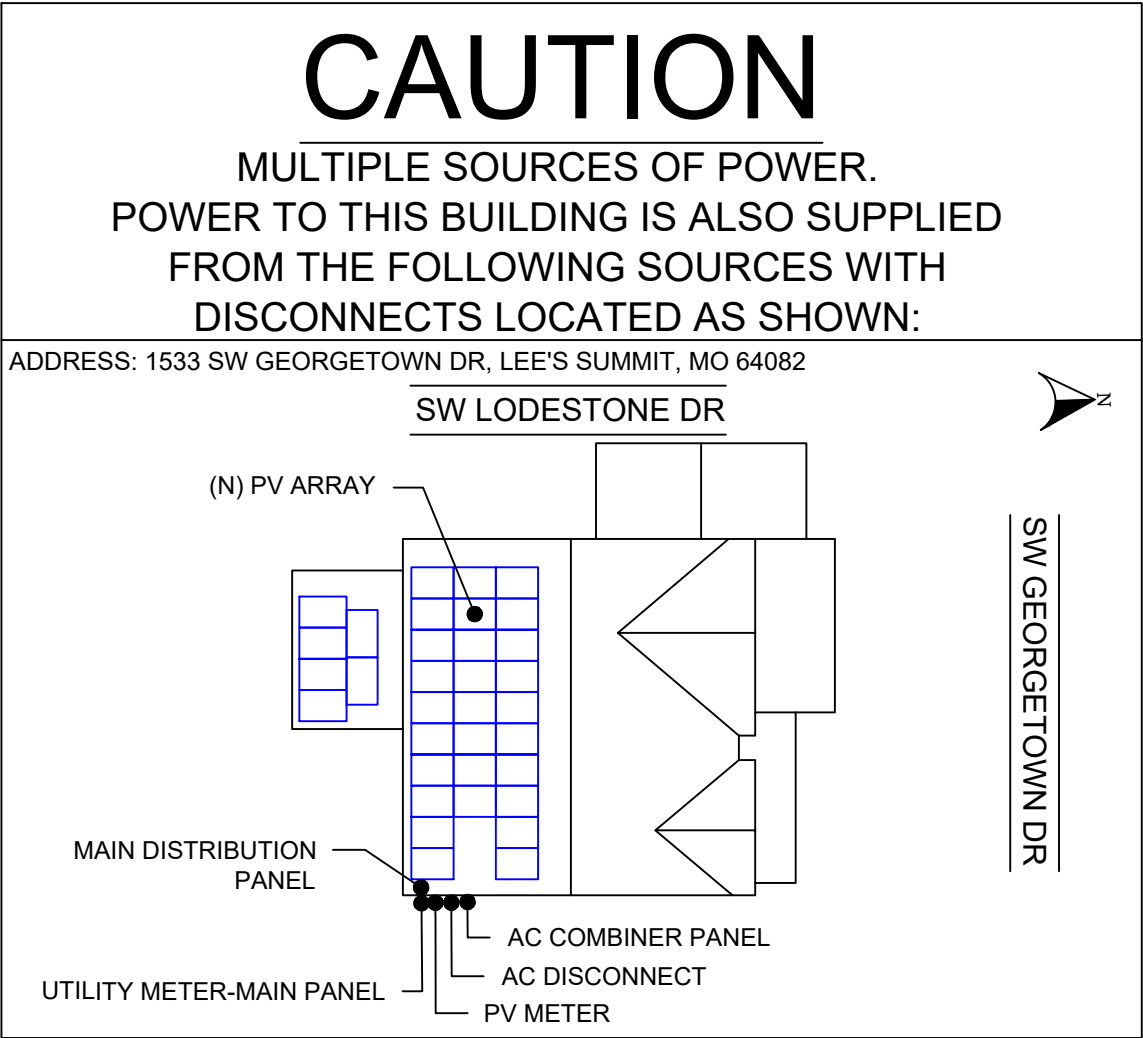 CAUTION
MULTIPLE SOURCES OF POWER.
POWER TO THIS BUILDING IS ALSO SUPPLIED
FROM THE FOLLOWING SOURCES WITH
DISCONNECTS LOCATED AS SHOWN:
ADDRESS: 1533 SW GEORGETOWN DR, LEE'S SUMMIT, MO 64082
SW LODESTONE DR
N
(N) PV ARRAY
SW GEORGETOWN DR
MAIN DISTRIBUTION
PANEL
AC COMBINER PANEL
AC DISCONNECT
UTILITY METER-MAIN PANEL
PV METER